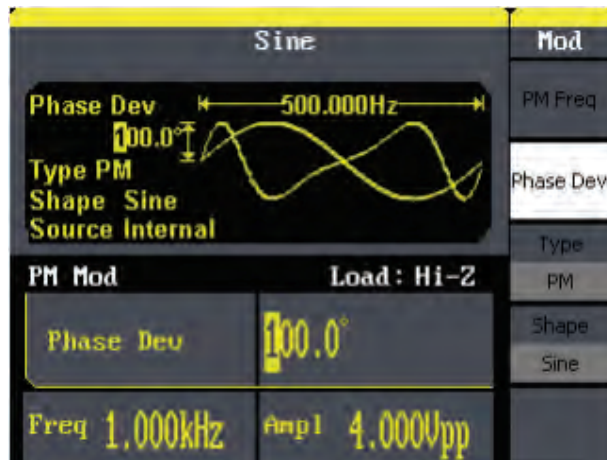 Sine
Mod
Phase Dev
500.000Hz
100.0°
Type PM
Shape Sine
Source Internal
PM Mod
Load: Hi-Z
Phase Dev
100.0°
Freq 1.000kHz
Ampl 4.000Vpp
PM Freq
Phase Dev
Type
PM
Shape
Sine